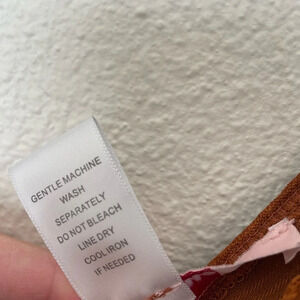 GENTLE MACHINE
WASH
SEPARATELY
DO NOT BLEACH
LINE DRY
COOL IRON
IF NEEDED